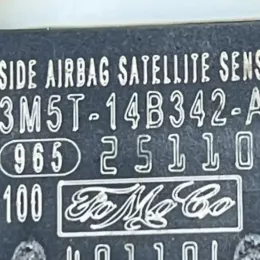 SIDE AIRBAG SATELLITE SENS
3M5T-14B342-A
965 25110
100 FoMoCo